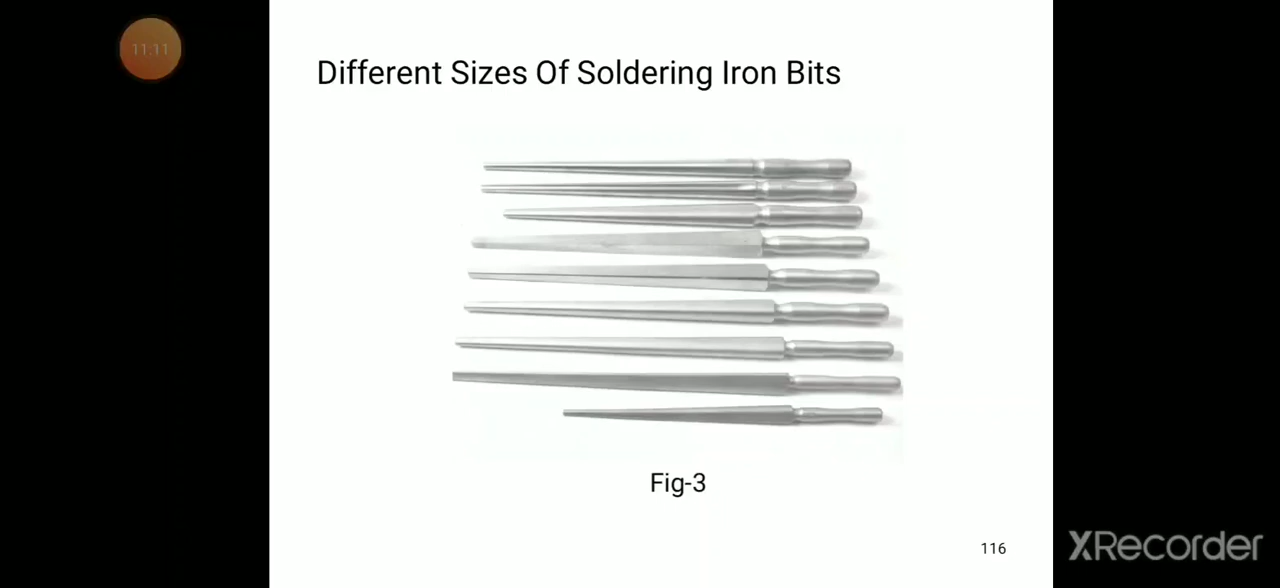 11:11
Different Sizes Of Soldering Iron Bits
Fig-3
116
XRecorder